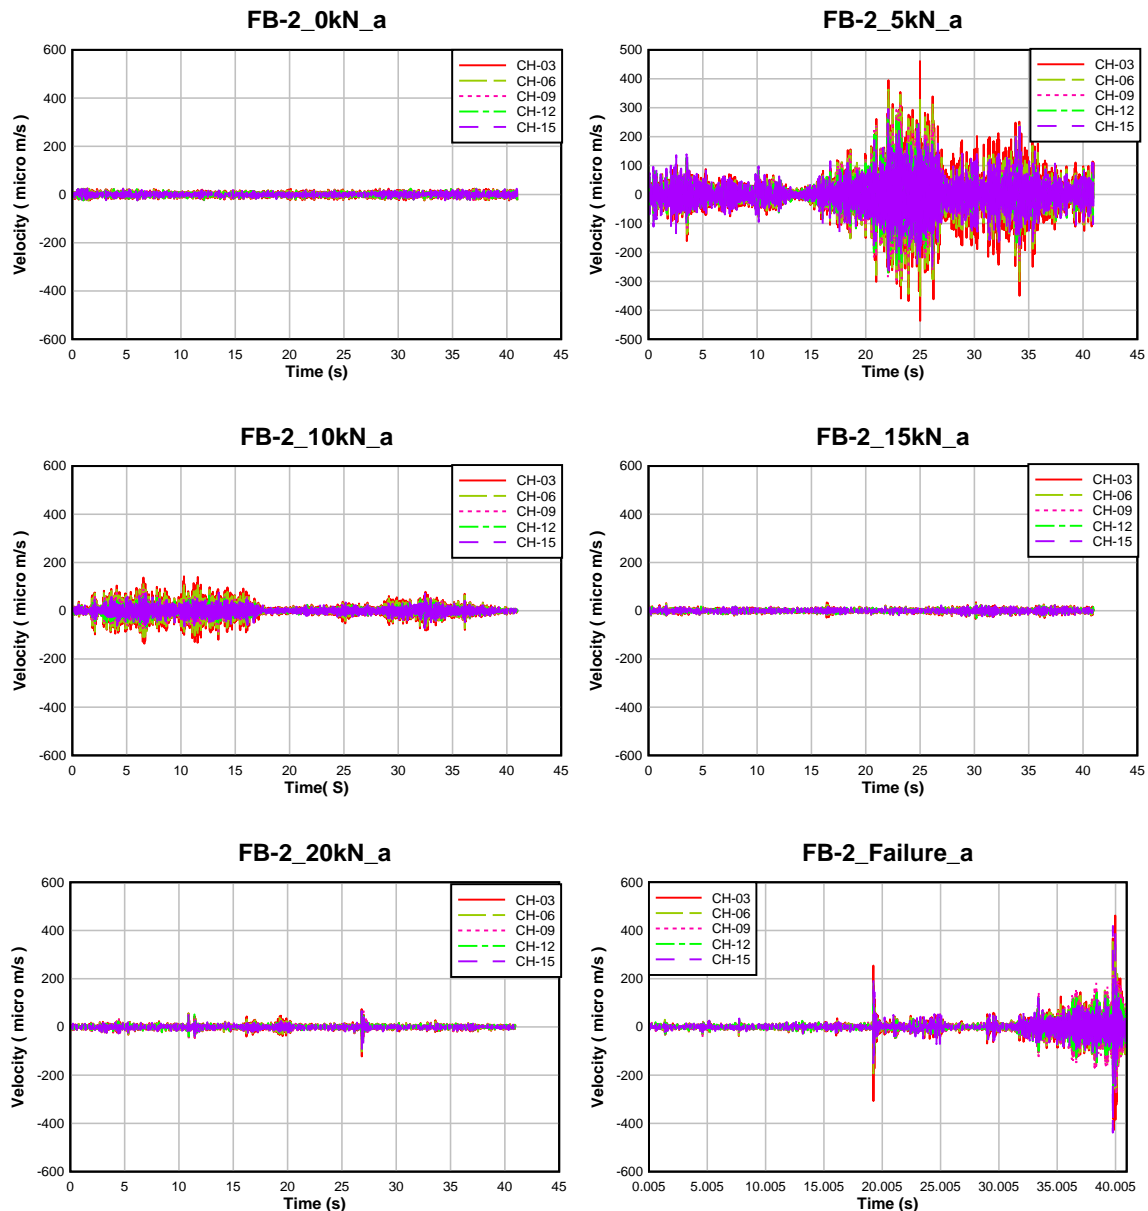 FB-2_0kN_a
600
400
200
0
-200
-400
-600
Velocity ( micro m/s )
0 5 10 15 20 25 30 35 40 45
Time (s)
CH-03
CH-06
CH-09
CH-12
CH-15
FB-2_5kN_a
500
400
300
200
100
0
-100
-200
-300
-400
-500
Velocity ( micro m/s )
0 5 10 15 20 25 30 35 40 45
Time (s)
CH-03
CH-06
CH-09
CH-12
CH-15
FB-2_10kN_a
600
400
200
0
-200
-400
-600
Velocity ( micro m/s )
0 5 10 15 20 25 30 35 40 45
Time( S)
CH-03
CH-06
CH-09
CH-12
CH-15
FB-2_15kN_a
600
400
200
0
-200
-400
-600
Velocity ( micro m/s )
0 5 10 15 20 25 30 35 40 45
Time (s)
CH-03
CH-06
CH-09
CH-12
CH-15
FB-2_20kN_a
600
400
200
0
-200
-400
-600
Velocity ( micro m/s )
0 5 10 15 20 25 30 35 40 45
Time (s)
CH-03
CH-06
CH-09
CH-12
CH-15
FB-2_Failure_a
600
400
200
0
-200
-400
-600
Velocity ( micro m/s )
0.005 5.005 10.005 15.005 20.005 25.005 30.005 35.005 40.005
Time (s)
CH-03
CH-06
CH-09
CH-12
CH-15